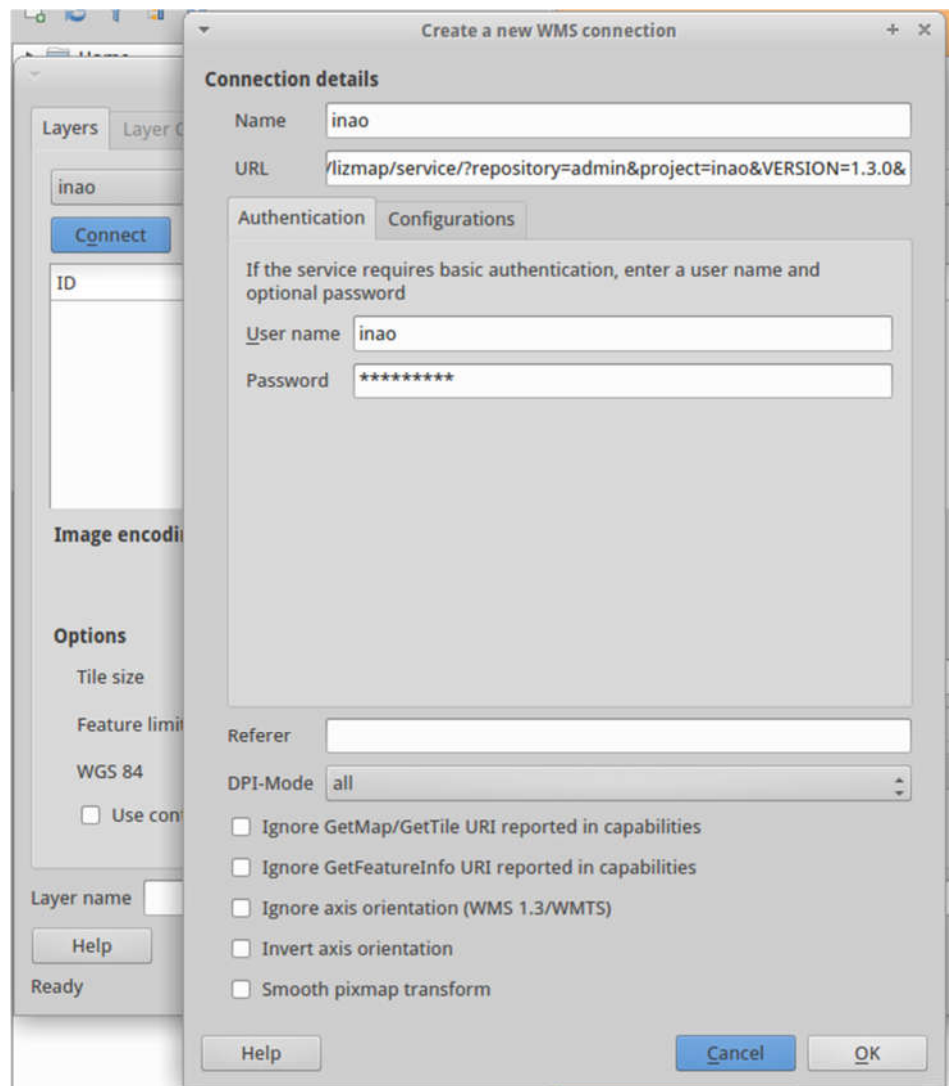 Create a new WMS connection
Connection details
Name inao
URL /lizmap/service/?repository=admin&project=inao&VERSION=1.3.0&
Authentication Configurations
If the service requires basic authentication, enter a user name and
optional password
User name inao
Password *********
Referer
DPI-Mode all
Ignore GetMap/GetTile URI reported in capabilities
Ignore GetFeatureInfo URI reported in capabilities
Ignore axis orientation (WMS 1.3/WMTS)
Invert axis orientation
Smooth pixmap transform
Help Cancel OK
Layers Layer
inao
Connect
ID
Image
Options
Tile size
Feature
WGS 84
Use
Layer name
Help
Ready